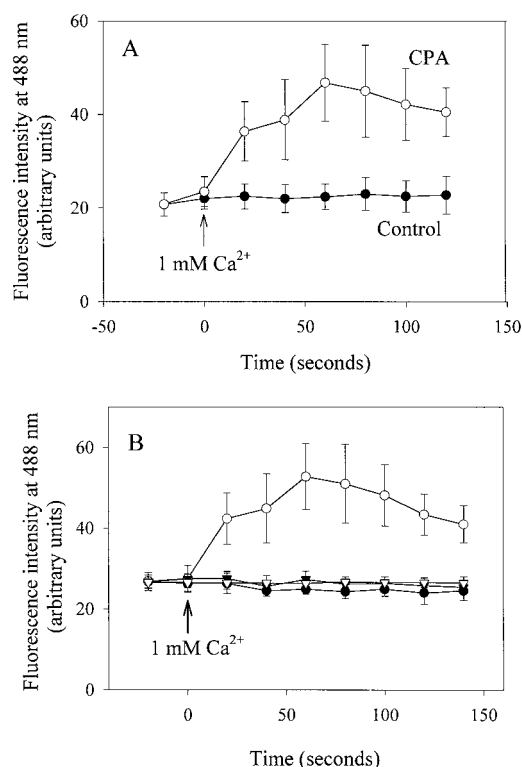 A
60
CPA
40
20
Control
1 mM Ca²⁺
0
-50
0
50
100
150
Fluorescence intensity at 488 nm
(arbitrary units)
Time (seconds)
B
60
40
20
1 mM Ca²⁺
0
0
50
100
150
Fluorescence intensity at 488 nm
(arbitrary units)
Time (seconds)